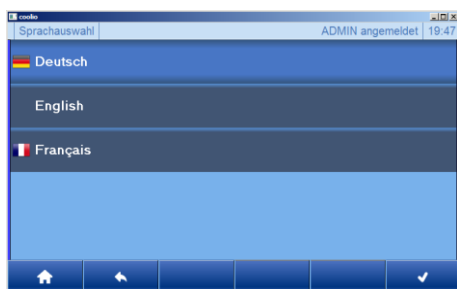 coolio
Sprachauswahl ADMIN angemeldet 19:47
Deutsch
English
Français